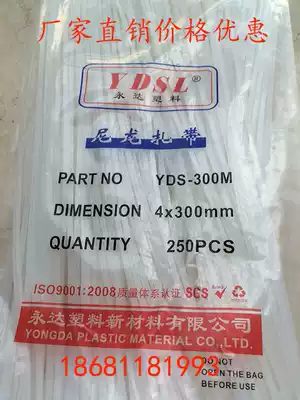 厂家直销价格优惠
YDSL®
永达塑料
尼龙扎带
PART NO YDS-300M
DIMENSION 4x300mm
QUANTITY 250PCS
ISO9001:2008质量体系认证 SGS
永达塑料新材料有限公司
YONGDA PLASTIC MATERIAL CO.,LTD.
18681181993
DO NOT
OPEN THE BAG
BEFORE USE